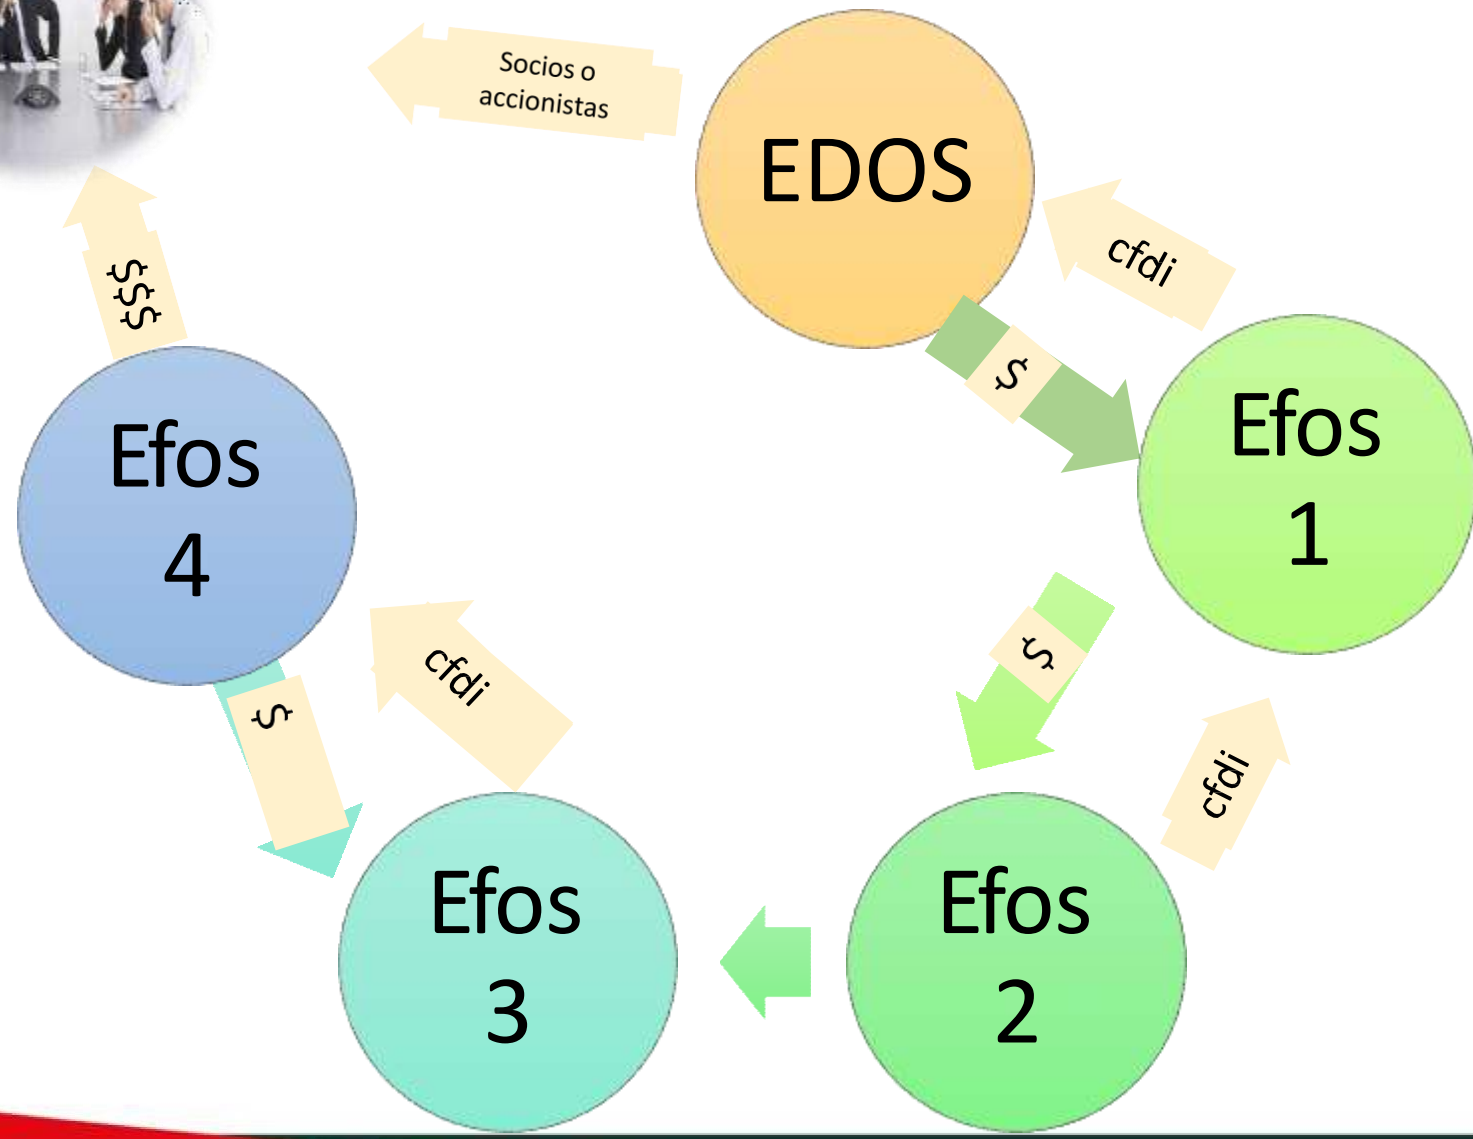 Socios o
accionistas
EDOS
cfdi
$
$$$
Efos
1
Efos
4
$
cfdi
$
cfdi
Efos
3
Efos
2